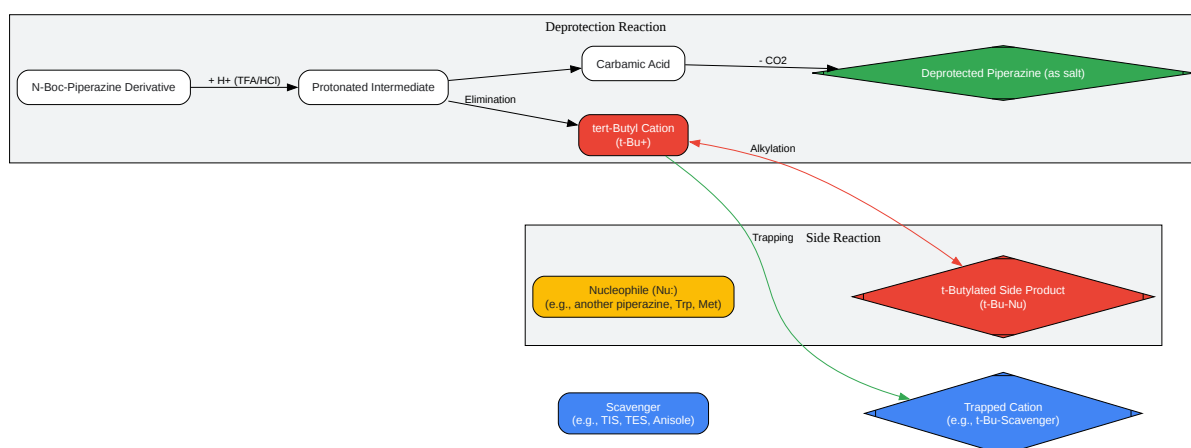 Deprotection Reaction
N-Boc-Piperazine Derivative
+ H+ (TFA/HCl)
Protonated Intermediate
Elimination
Carbamic Acid
- CO2
Deprotected Piperazine (as salt)
tert-Butyl Cation
(t-Bu+)
Alkylation
Trapping
Side Reaction
Nucleophile (Nu:)
(e.g., another piperazine, Trp, Met)
t-Butylated Side Product
(t-Bu-Nu)
Scavenger
(e.g., TIS, TES, Anisole)
Trapped Cation
(e.g., t-Bu-Scavenger)